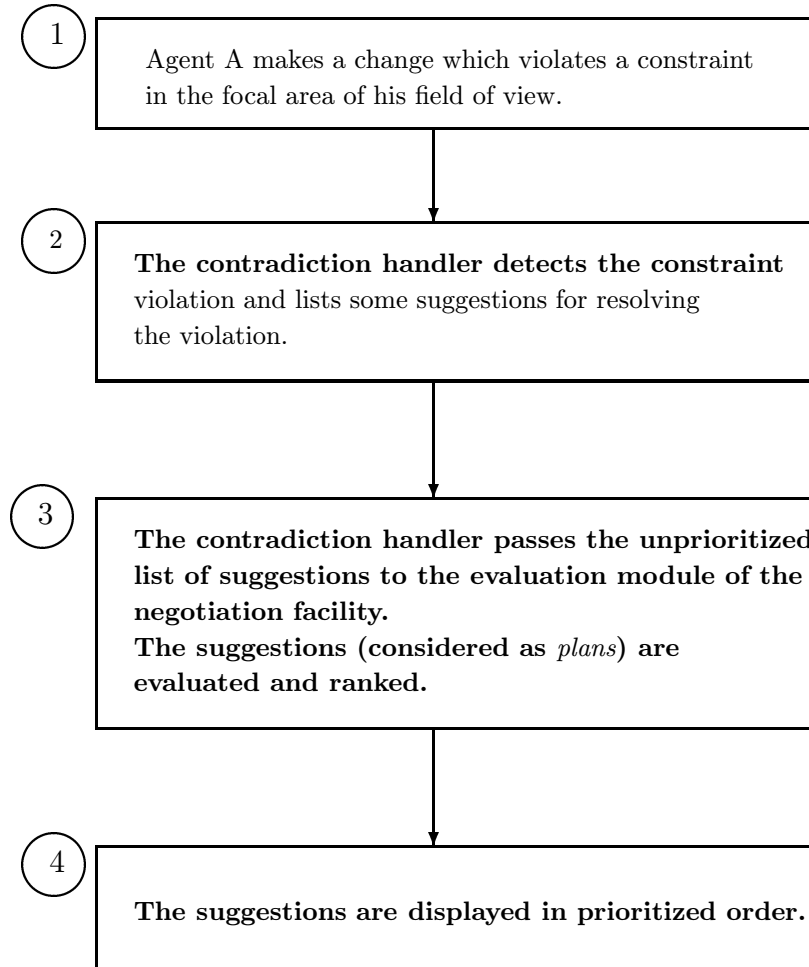 1
Agent A makes a change which violates a constraint
in the focal area of his field of view.
2
The contradiction handler detects the constraint
violation and lists some suggestions for resolving
the violation.
3
The contradiction handler passes the unprioritized
list of suggestions to the evaluation module of the
negotiation facility.
The suggestions (considered as plans) are
evaluated and ranked.
4
The suggestions are displayed in prioritized order.